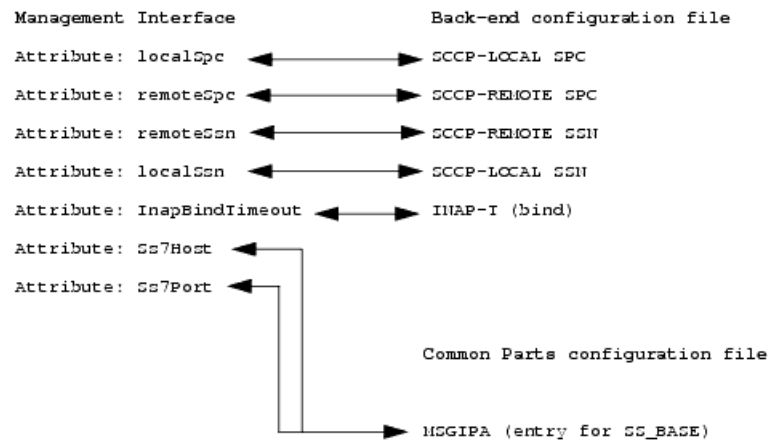 Management Interface Back-end configuration file
Attribute: localSpc SCCP-LOCAL SPC
Attribute: remoteSpc SCCP-REMOTE SPC
Attribute: remoteSsn SCCP-REMOTE SSN
Attribute: localSsn SCCP-LOCAL SSN
Attribute: InapBindTimeout INAP-T (bind)
Attribute: Ss7Host
Attribute: Ss7Port
Common Parts configuration file
MSGIPA (entry for SS_BASE)